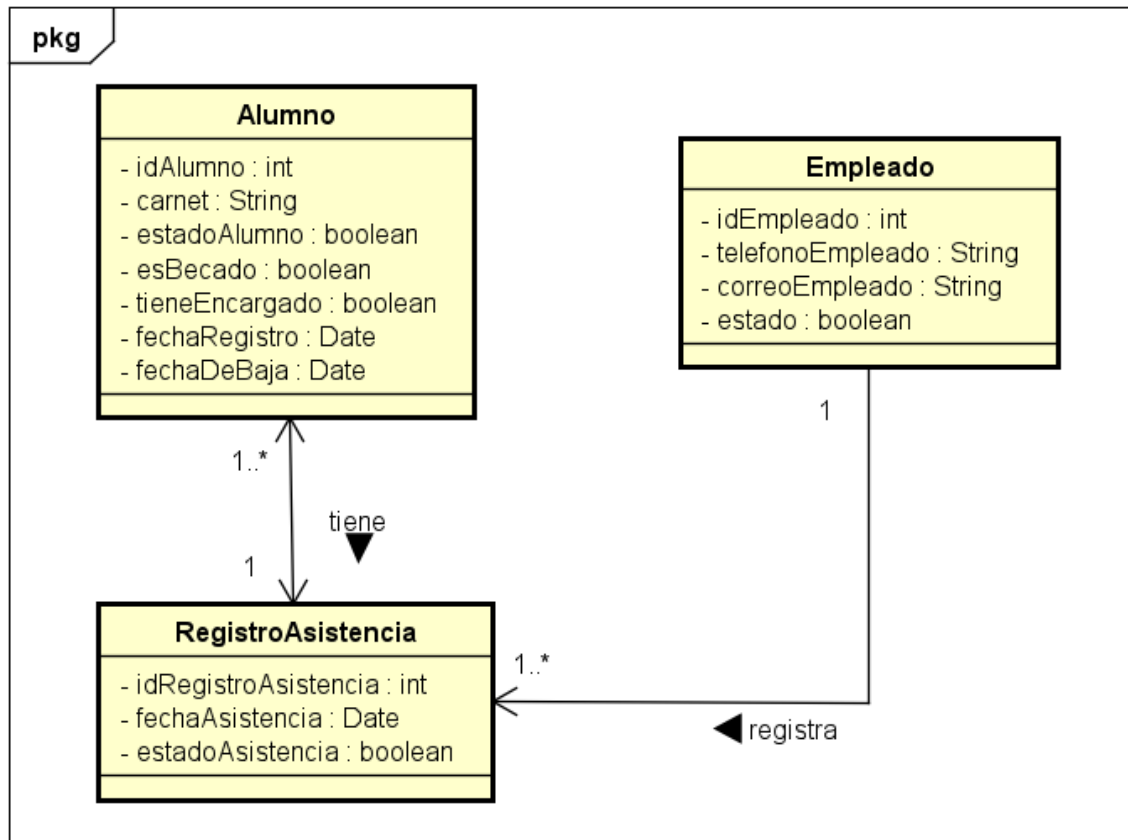 pkg
Alumno
- idAlumno : int
- carnet : String
- estadoAlumno : boolean
- esBecado : boolean
- tieneEncargado : boolean
- fechaRegistro : Date
- fechaDeBaja : Date
Empleado
- idEmpleado : int
- telefonoEmpleado : String
- correoEmpleado : String
- estado : boolean
1
1..*
tiene
1
RegistroAsistencia
- idRegistroAsistencia : int
- fechaAsistencia : Date
- estadoAsistencia : boolean
1..*
registra